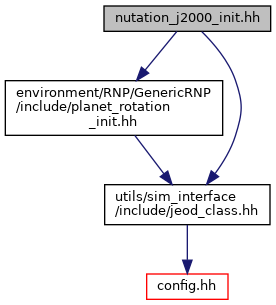 nutation_j2000_init.hh
environment/RNP/GenericRNP
/include/planet_rotation
_init.hh
utils/sim_interface
/include/jeod_class.hh
config.hh